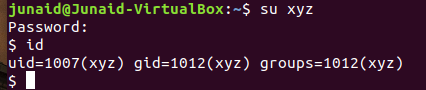 junaid@Junaid-VirtualBox:~$ su xyz
Password:
$ id
uid=1007(xyz) gid=1012(xyz) groups=1012(xyz)
$